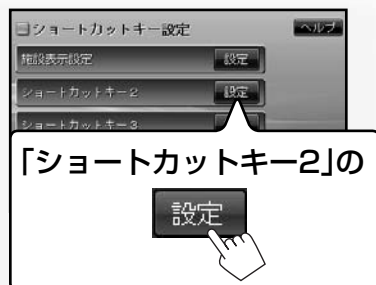 ショートカットキー設定 ヘルプ
施設表示設定 設定
ショートカットキー2 設定
ショートカットキー3
「ショートカットキー2」の
設定